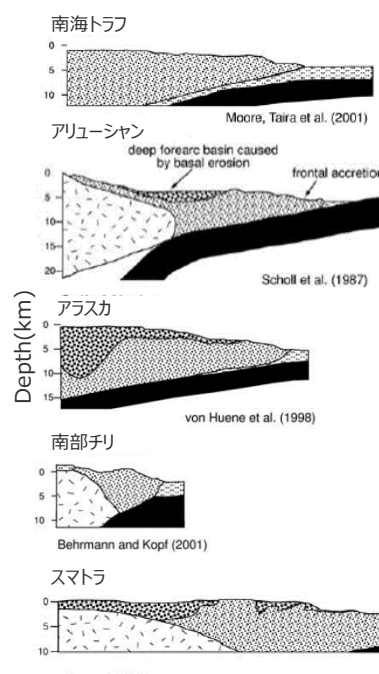 南海トラフ
0
5
10
Moore, Taira et al. (2001)
アリューシャン
deep forearc basin caused
by basal erosion
frontal accretion
0
5
10
15
20
Scholl et al. (1987)
Depth(km)
アラスカ
0
5
10
15
von Huene et al. (1998)
南部チリ
0
5
10
Behrmann and Kopf (2001)
スマトラ
0
5
10